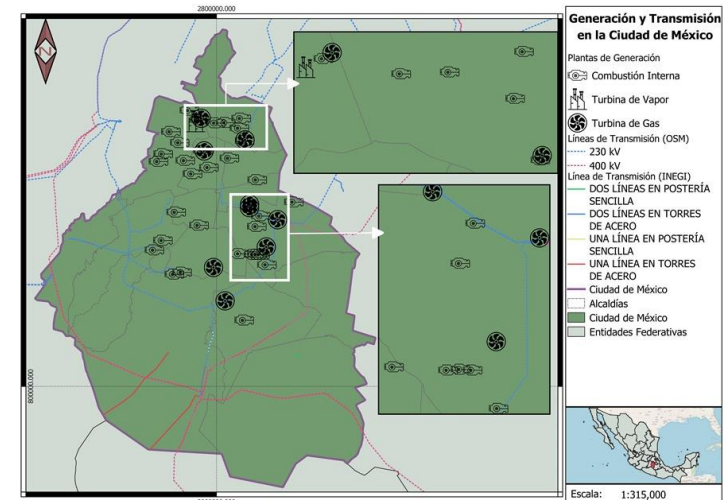 2800000.000
N
800000.000
Generación y Transmisión
en la Ciudad de México
Plantas de Generación
Combustión Interna
Turbina de Vapor
Turbina de Gas
Líneas de Transmisión (OSM)
230 kV
400 kV
Línea de Transmisión (INEGI)
DOS LÍNEAS EN POSTERÍA
SENCILLA
DOS LÍNEAS EN TORRES
DE ACERO
UNA LÍNEA EN POSTERÍA
SENCILLA
UNA LÍNEA EN TORRES
DE ACERO
Ciudad de México
Alcaldías
Ciudad de México
Entidades Federativas
Escala: 1:315,000